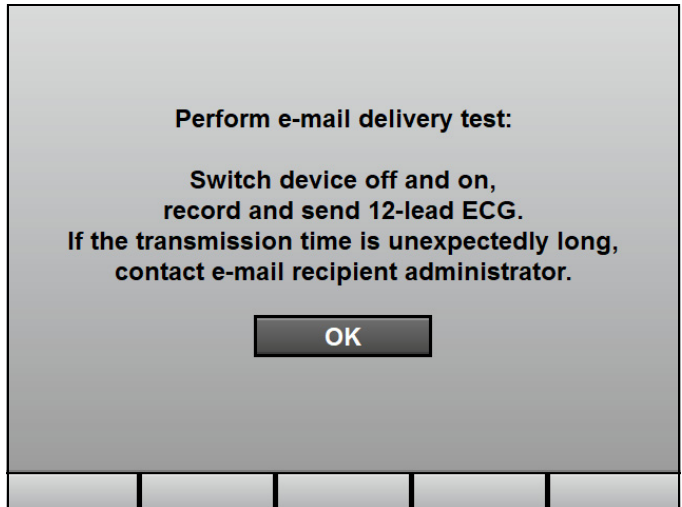 Perform e-mail delivery test:
Switch device off and on,
record and send 12-lead ECG.
If the transmission time is unexpectedly long,
contact e-mail recipient administrator.
OK